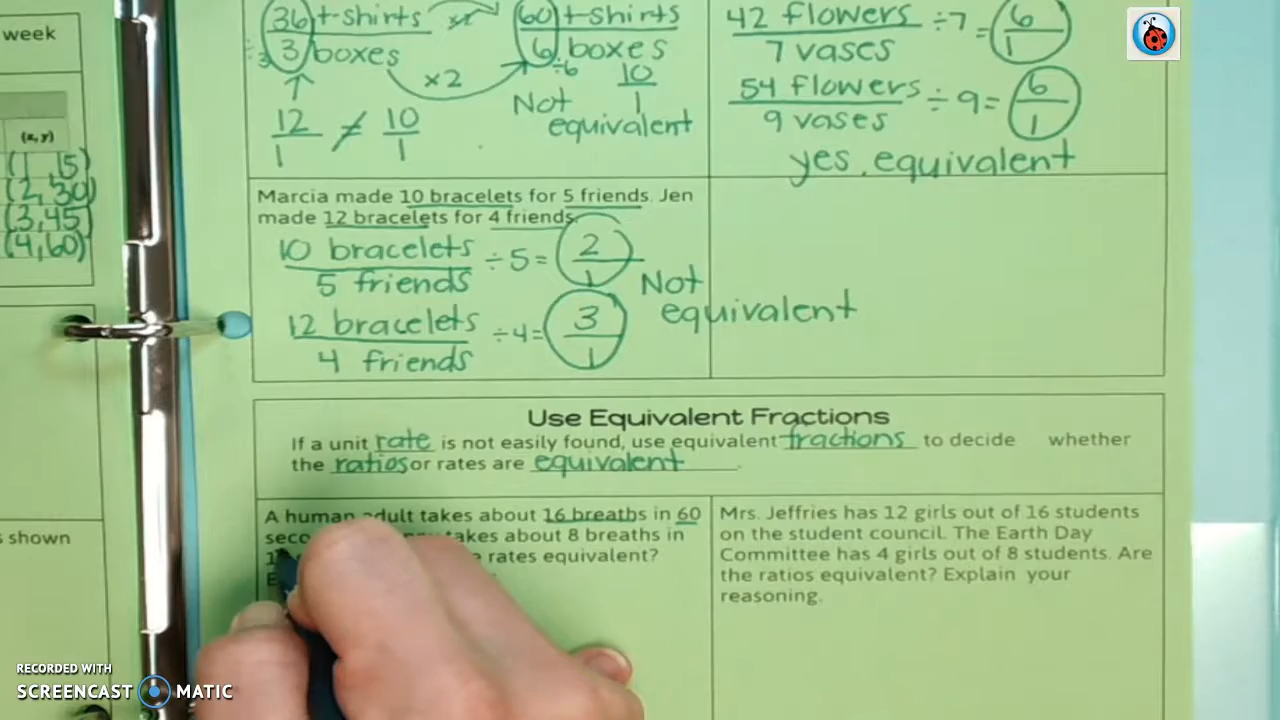 week
(x, y)
(1, 15)
(2, 30)
(3, 45)
(4, 60)
s shown
36 t-shirts
÷3 3 boxes
×2
60 t-shirts
6 boxes
÷6
12/1 ≠ 10/1
10/1
Not
equivalent
42 flowers
7 vases
÷7 = 6/1
54 flowers
9 vases
÷ 9 = 6/1
yes, equivalent
Marcia made 10 bracelets for 5 friends. Jen
made 12 bracelets for 4 friends.
10 bracelets
5 friends
÷5 = 2/1
12 bracelets
4 friends
÷4 = 3/1
Not
equivalent
Use Equivalent Fractions
If a unit rate is not easily found, use equivalent fractions to decide whether
the ratios or rates are equivalent.
A human adult takes about 16 breaths in 60
takes about 8 breaths in
rates equivalent?
Mrs. Jeffries has 12 girls out of 16 students
on the student council. The Earth Day
Committee has 4 girls out of 8 students. Are
the ratios equivalent? Explain your
reasoning.
RECORDED WITH
SCREENCAST MATIC